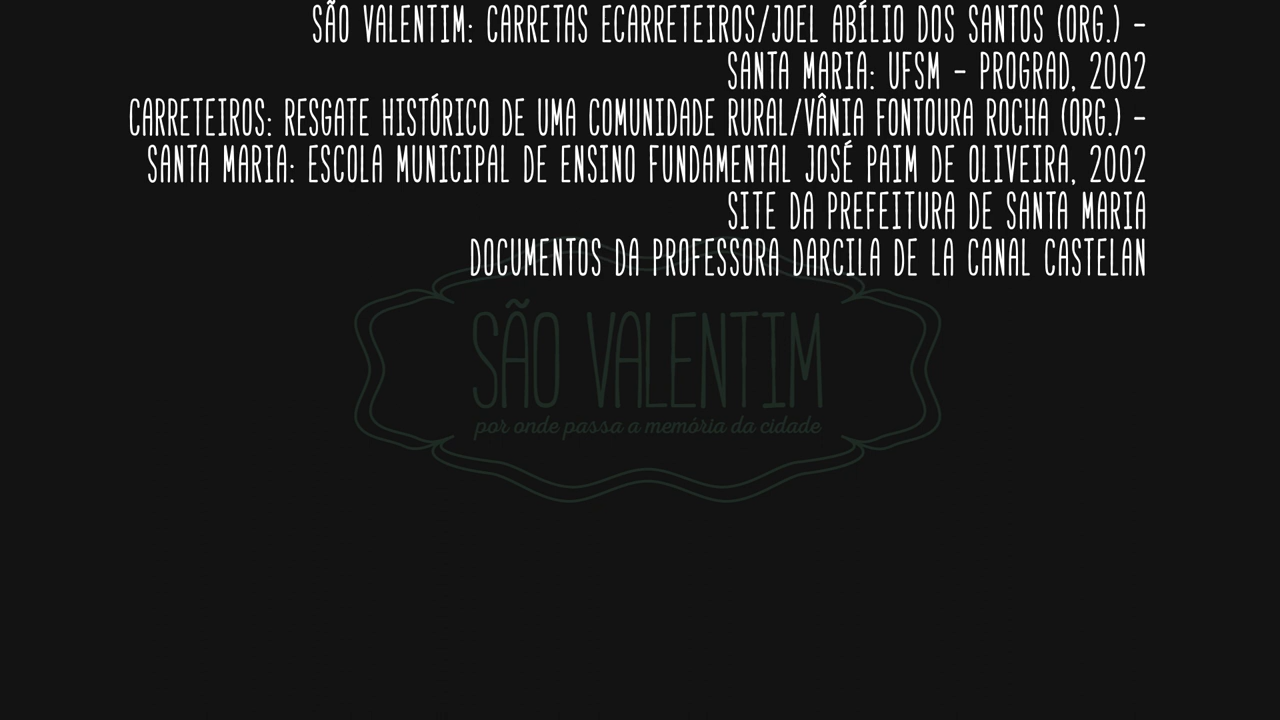 SÃO VALENTIM: CARRETAS ECARRETEIROS/JOEL ABÍLIO DOS SANTOS (ORG.) -
SANTA MARIA: UFSM - PROGRAD, 2002
CARRETEIROS: RESGATE HISTÓRICO DE UMA COMUNIDADE RURAL/VÂNIA FONTOURA ROCHA (ORG.) -
SANTA MARIA: ESCOLA MUNICIPAL DE ENSINO FUNDAMENTAL JOSÉ PAIM DE OLIVEIRA, 2002
SITE DA PREFEITURA DE SANTA MARIA
DOCUMENTOS DA PROFESSORA DARCILA DE LA CANAL CASTELAN
SÃO VALENTIM
por onde passa a memória da cidade